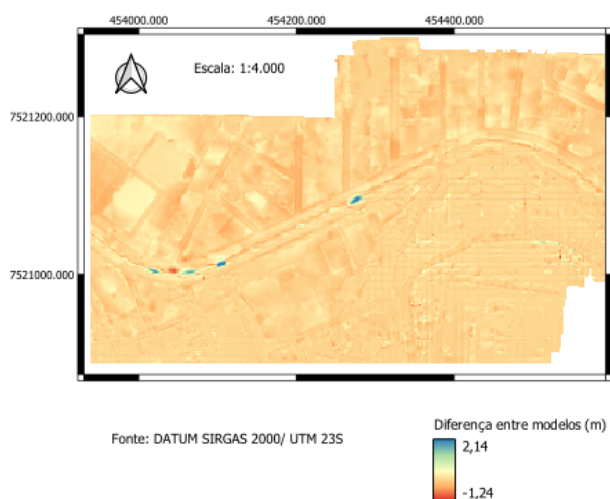 454000.000 454200.000 454400.000
Escala: 1:4.000
7521200.000
7521000.000
Diferença entre modelos (m)
Fonte: DATUM SIRGAS 2000/ UTM 23S
2,14
-1,24